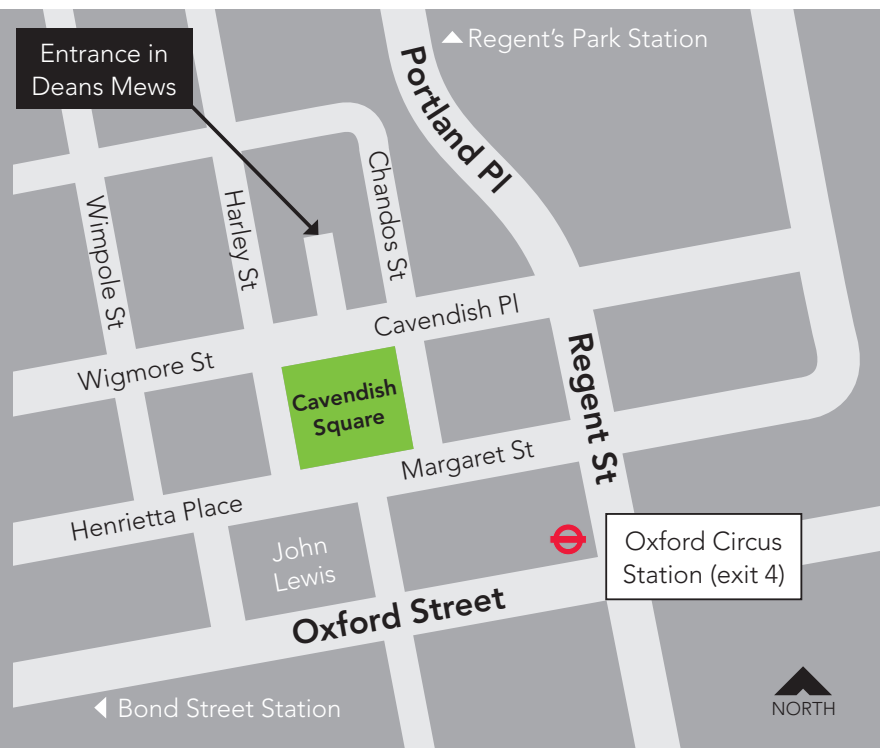 Entrance in
Deans Mews
Regent's Park Station
Portland Pl
Chandos St
Harley St
Wimpole St
Cavendish Pl
Wigmore St
Cavendish
Square
Regent St
Margaret St
Henrietta Place
John
Lewis
Oxford Circus
Station (exit 4)
Oxford Street
Bond Street Station
NORTH